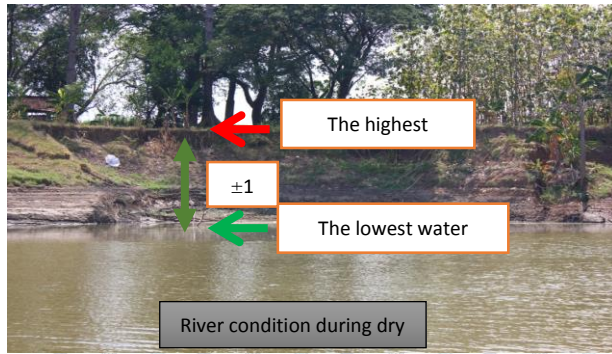 The highest
±1
The lowest water
River condition during dry